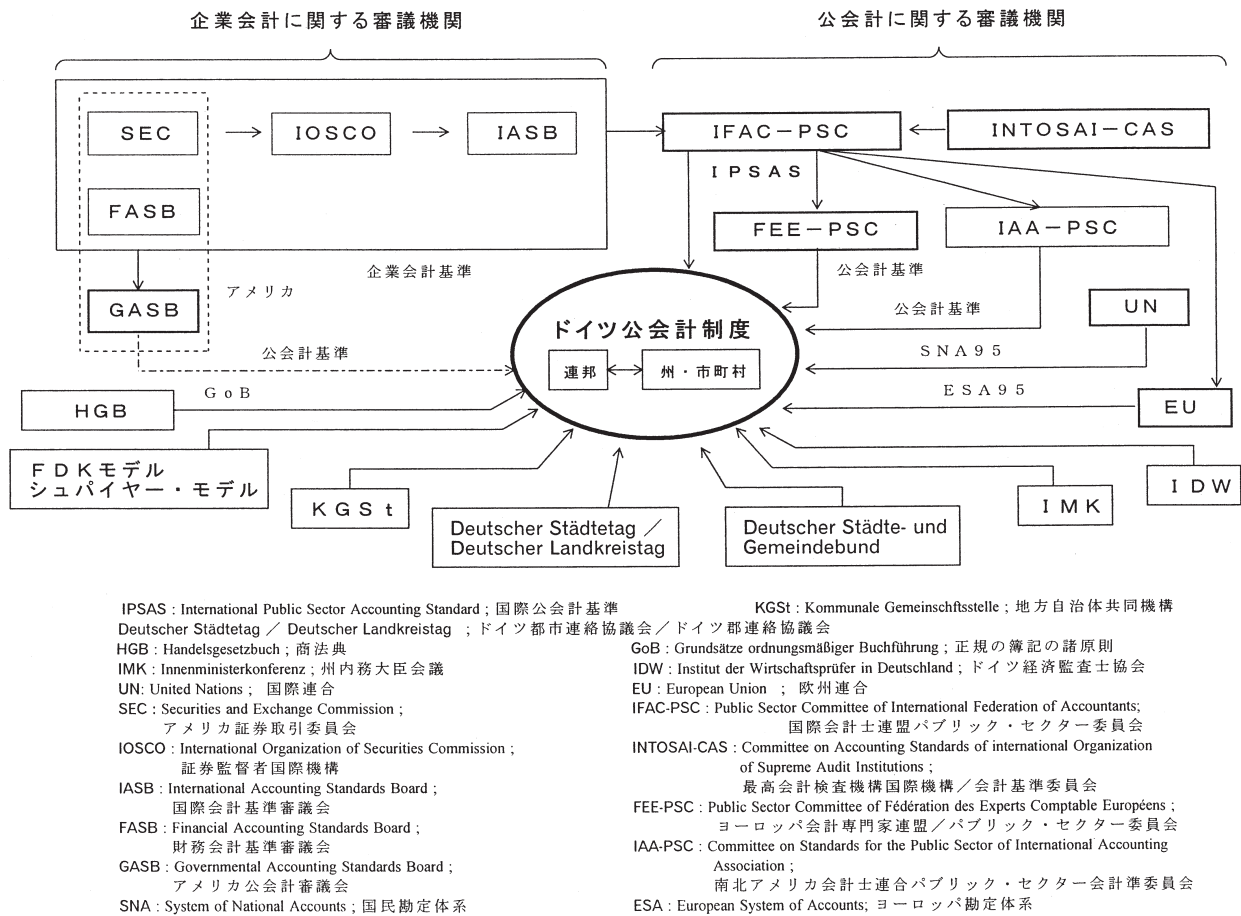 企業会計に関する審議機関
公会計に関する審議機関
SEC
IOSCO
IASB
IFAC−PSC
INTOSAI−CAS
IPSAS
FASB
FEE−PSC
IAA−PSC
企業会計基準
公会計基準
アメリカ
GASB
公会計基準
UN
ドイツ公会計制度
公会計基準
SNA95
連邦
州・市町村
GoB
ESA95
HGB
EU
FDKモデル
シュパイヤー・モデル
KGSt
IMK
IDW
Deutscher Städtetag ／
Deutscher Landkreistag
Deutscher Städte- und
Gemeindebund
IPSAS : International Public Sector Accounting Standard ; 国際公会計基準
KGSt : Kommunale Gemeinschftsstelle ; 地方自治体共同機構
Deutscher Städtetag ／ Deutscher Landkreistag ; ドイツ都市連絡協議会／ドイツ郡連絡協議会
HGB : Handelsgesetzbuch ; 商法典
IMK : Innenministerkonferenz ; 州内務大臣会議
UN: United Nations ; 国際連合
SEC : Securities and Exchange Commission ;
アメリカ証券取引委員会
IOSCO : International Organization of Securities Commission ;
証券監督者国際機構
IASB : International Accounting Standards Board ;
国際会計基準審議会
FASB : Financial Accounting Standards Board ;
財務会計基準審議会
GASB : Governmental Accounting Standards Board ;
アメリカ公会計審議会
SNA : System of National Accounts ; 国民勘定体系
GoB : Grundsätze ordnungsmäßiger Buchführung ; 正規の簿記の諸原則
IDW : Institut der Wirtschaftsprüfer in Deutschland ; ドイツ経済監査士協会
EU : European Union ; 欧州連合
IFAC-PSC : Public Sector Committee of International Federation of Accountants;
国際会計士連盟パブリック・セクター委員会
INTOSAI-CAS : Committee on Accounting Standards of international Organization
of Supreme Audit Institutions ;
最高会計検査機構国際機構／会計基準委員会
FEE-PSC : Public Sector Committee of Fédération des Experts Comptable Européens ;
ヨーロッパ会計専門家連盟／パブリック・セクター委員会
IAA-PSC : Committee on Standards for the Public Sector of International Accounting
Association ;
南北アメリカ会計士連合パブリック・セクター会計準委員会
ESA : European System of Accounts; ヨーロッパ勘定体系